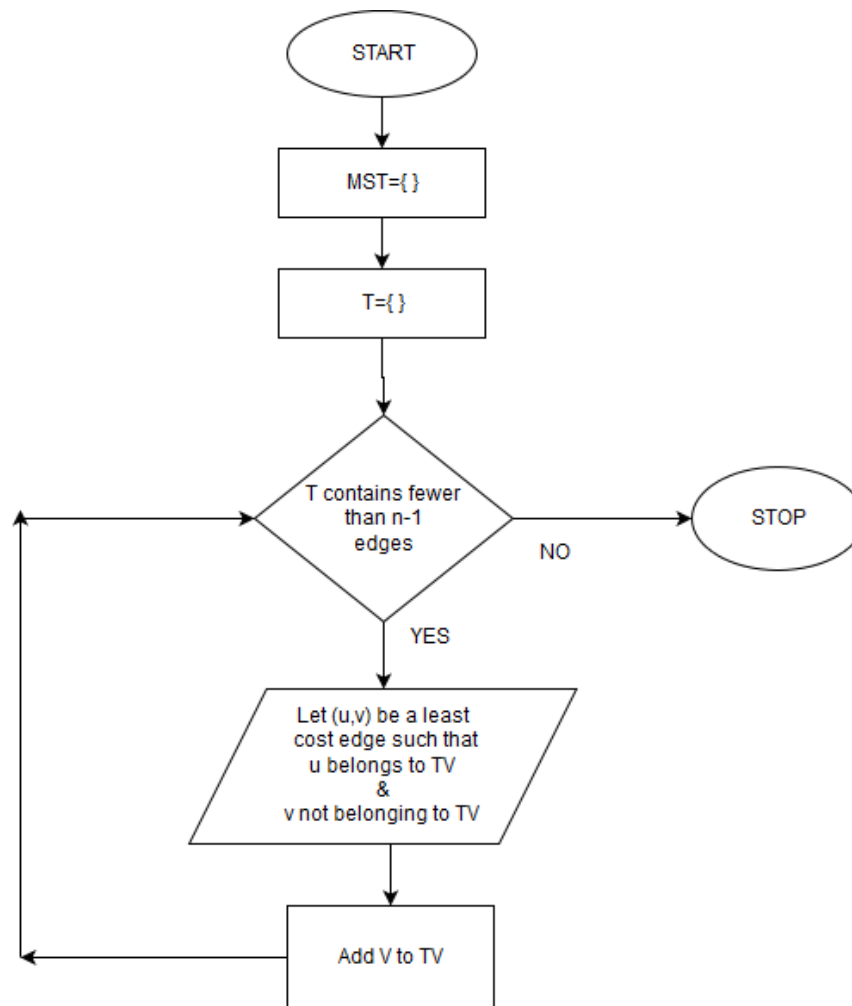 START
MST={ }
T={ }
T contains fewer
than n-1
edges
STOP
NO
YES
Let (u,v) be a least
cost edge such that
u belongs to TV
&
v not belonging to TV
Add V to TV